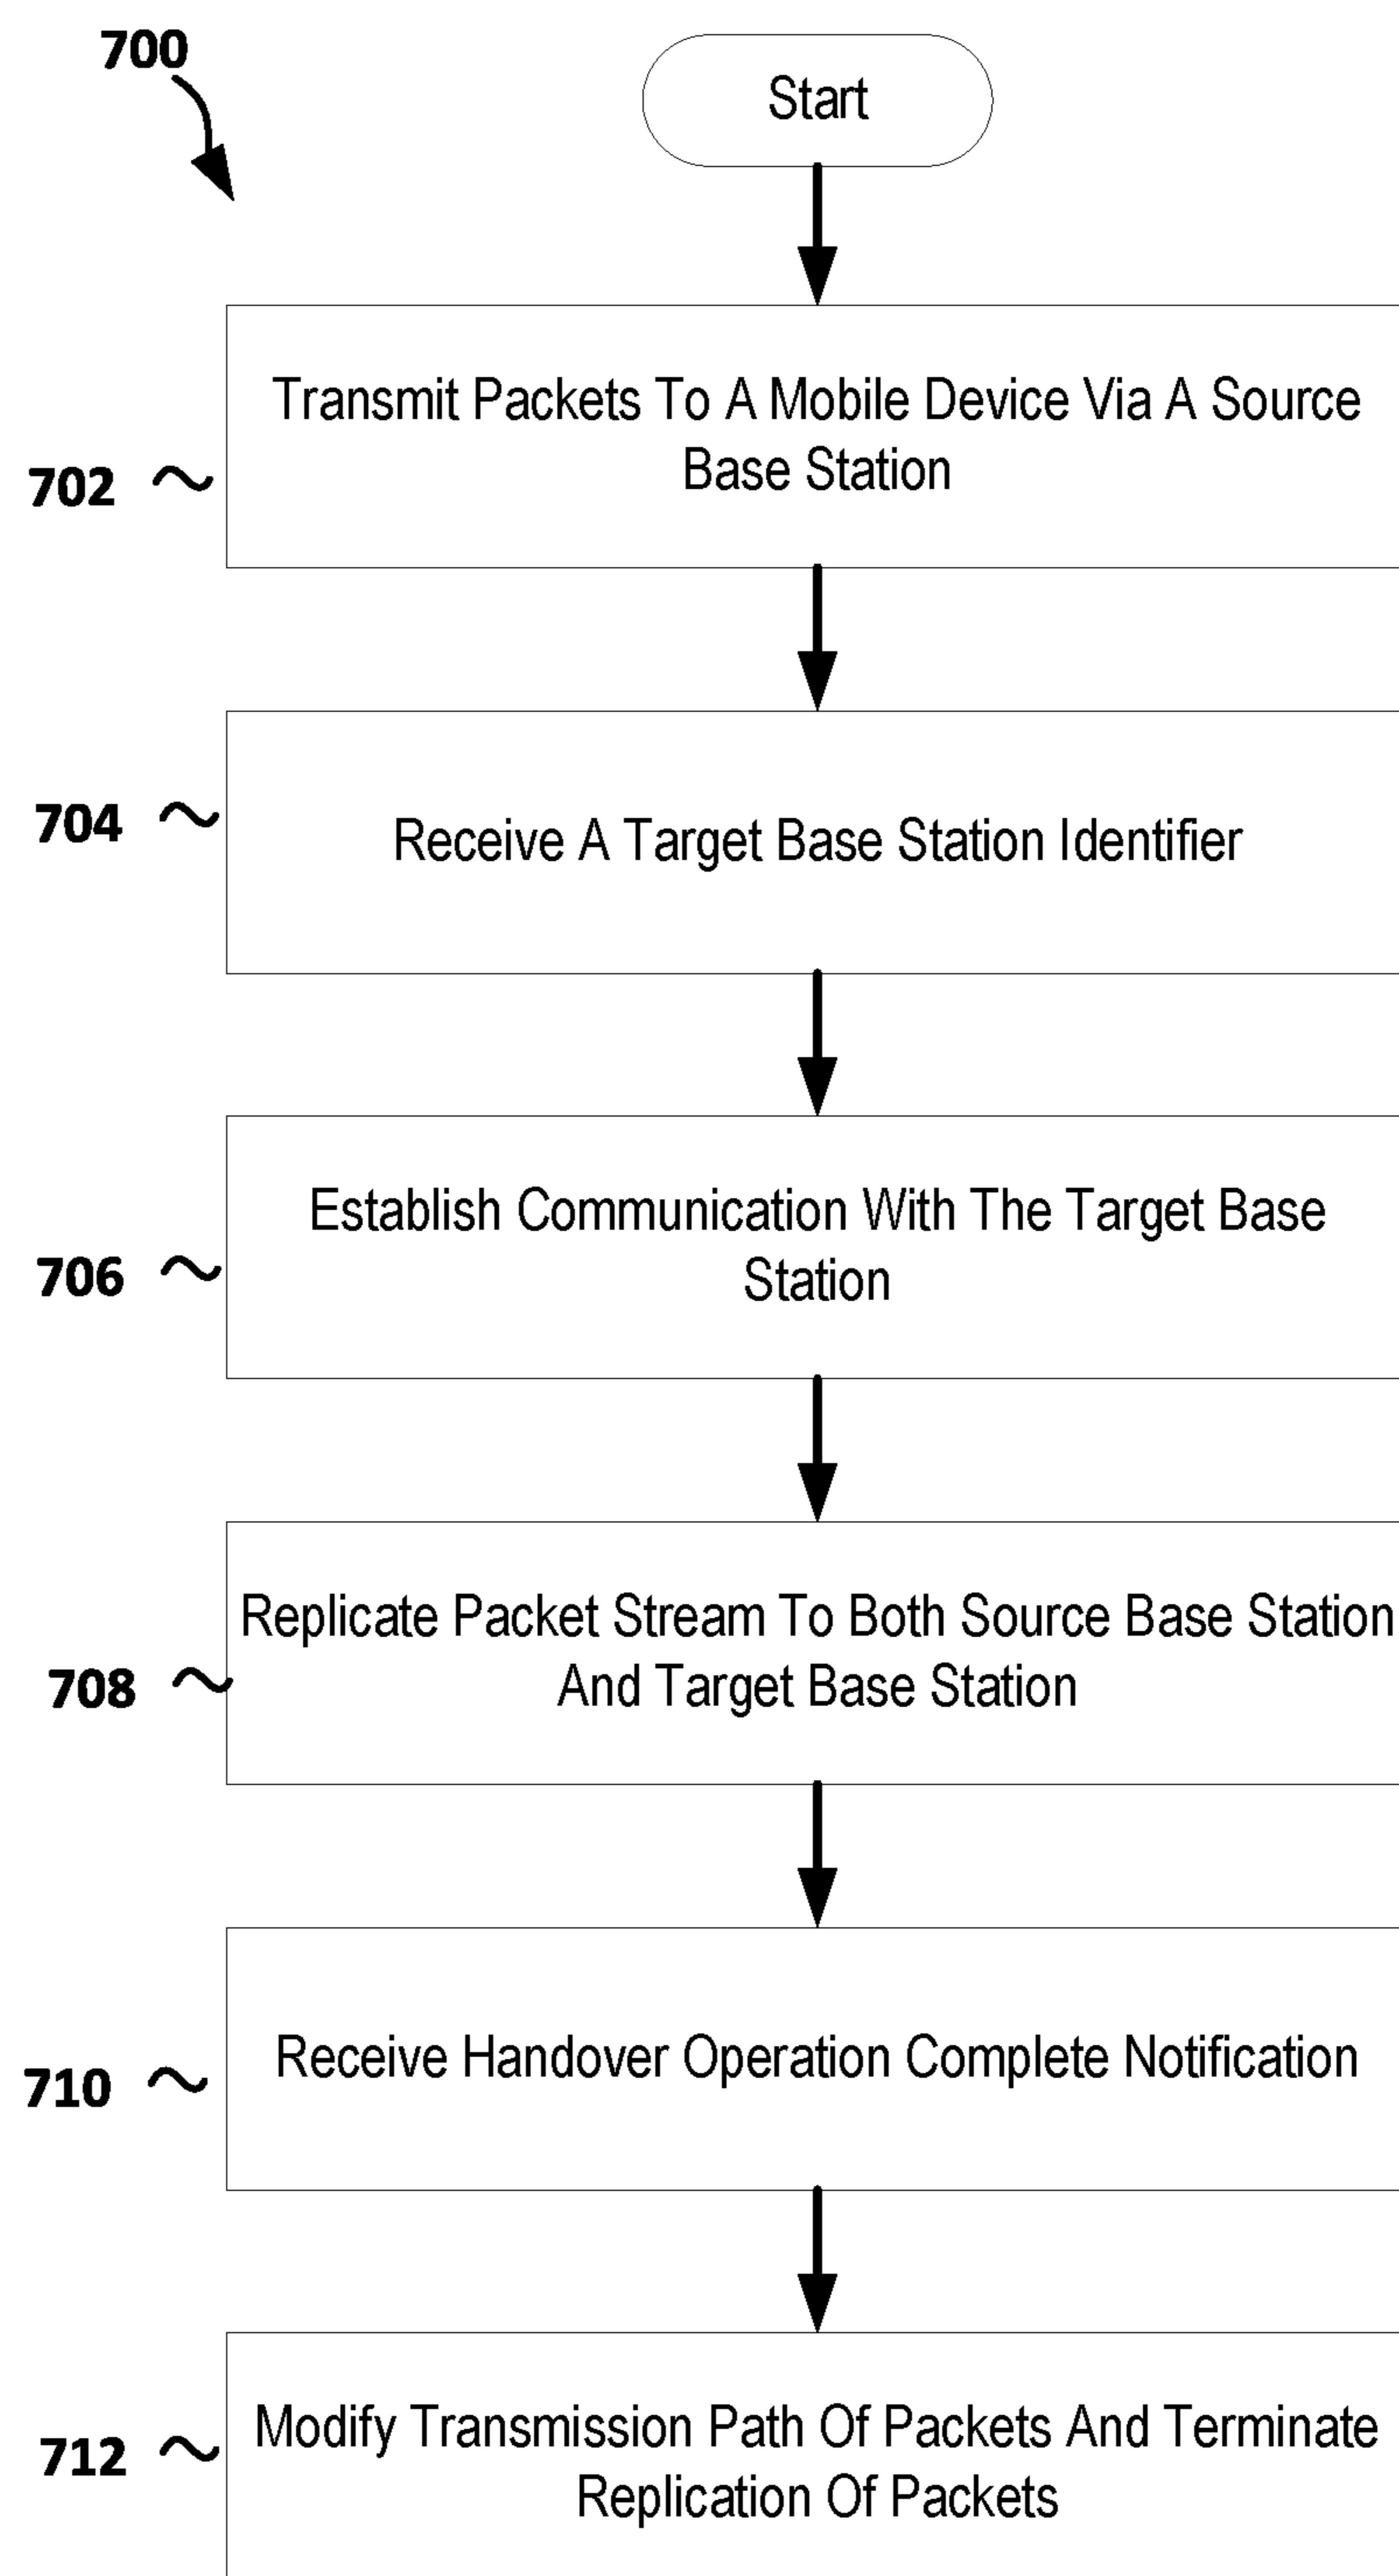 700
Start
Transmit Packets To A Mobile Device Via A Source
Base Station
702
Receive A Target Base Station Identifier
704
Establish Communication With The Target Base
Station
706
Replicate Packet Stream To Both Source Base Station
And Target Base Station
708
Receive Handover Operation Complete Notification
710
Modify Transmission Path Of Packets And Terminate
Replication Of Packets
712